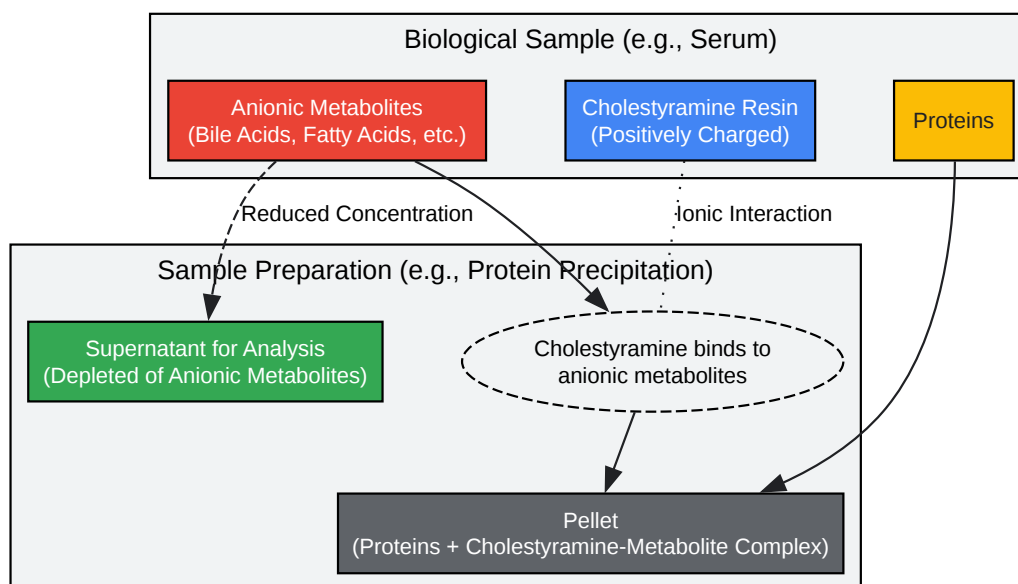 Biological Sample (e.g., Serum)
Anionic Metabolites
(Bile Acids, Fatty Acids, etc.)
Cholestyramine Resin
(Positively Charged)
Proteins
Reduced Concentration
Ionic Interaction
Sample Preparation (e.g., Protein Precipitation)
Supernatant for Analysis
(Depleted of Anionic Metabolites)
Cholestyramine binds to
anionic metabolites
Pellet
(Proteins + Cholestyramine-Metabolite Complex)